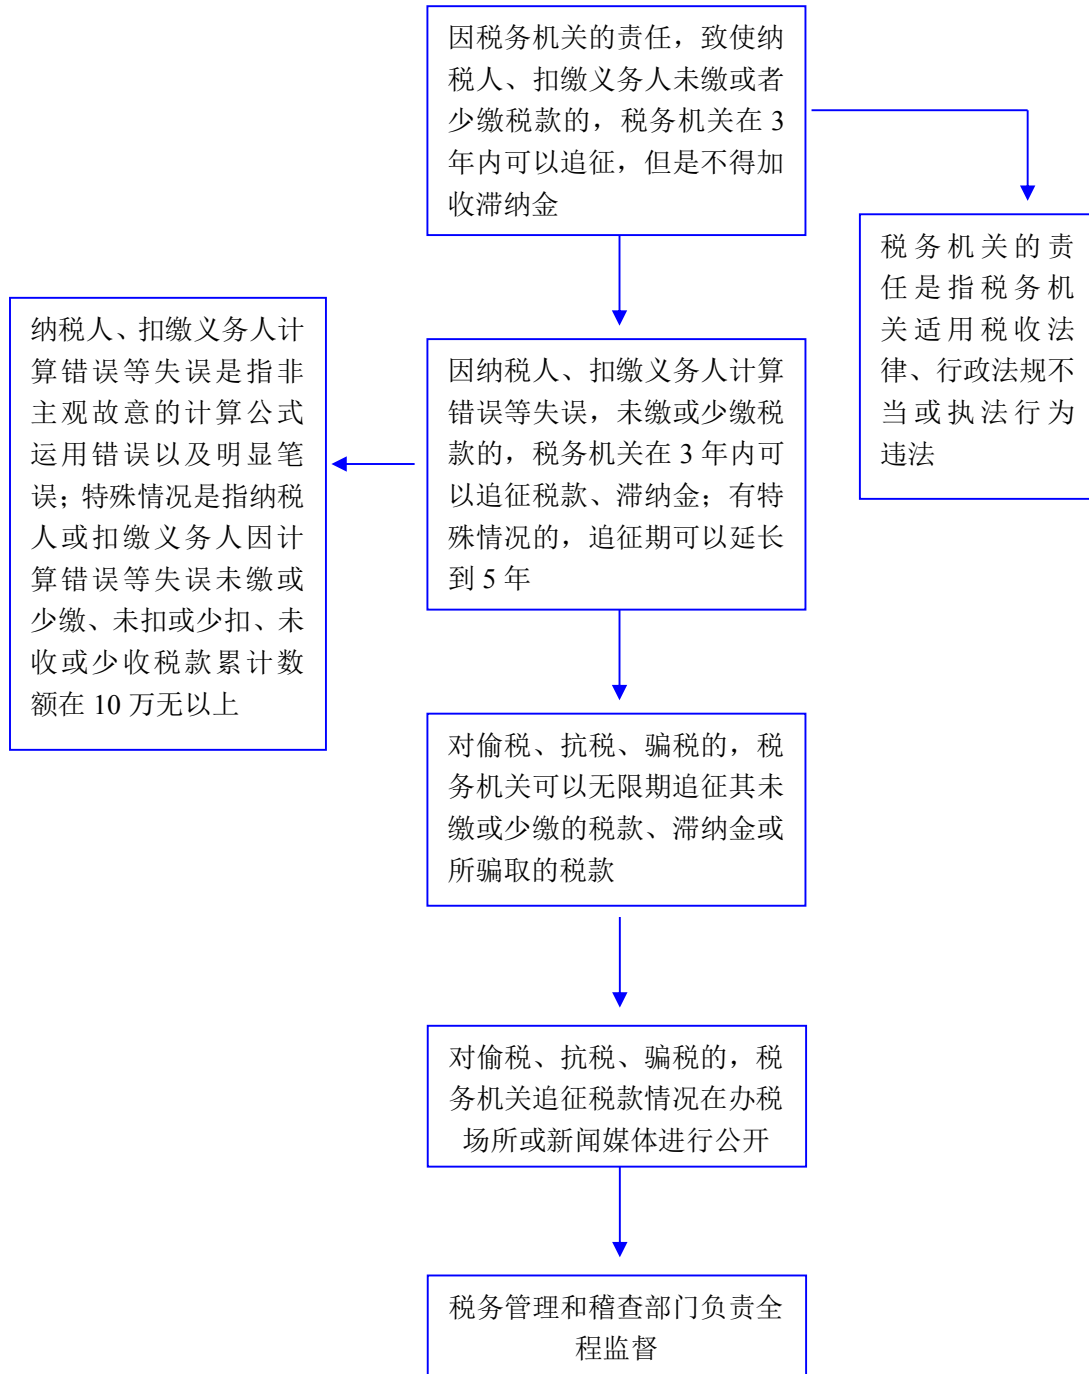 因税务机关的责任，致使纳
税人、扣缴义务人未缴或者
少缴税款的，税务机关在 3
年内可以追征，但是不得加
收滞纳金
税务机关的责
任是指税务机
关适用税收法
律、行政法规不
当或执法行为
违法
纳税人、扣缴义务人计
算错误等失误是指非
主观故意的计算公式
运用错误以及明显笔
误；特殊情况是指纳税
人或扣缴义务人因计
算错误等失误未缴或
少缴、未扣或少扣、未
收或少收税款累计数
额在 10 万无以上
因纳税人、扣缴义务人计算
错误等失误，未缴或少缴税
款的，税务机关在 3 年内可
以追征税款、滞纳金；有特
殊情况的，追征期可以延长
到 5 年
对偷税、抗税、骗税的，税
务机关可以无限期追征其未
缴或少缴的税款、滞纳金或
所骗取的税款
对偷税、抗税、骗税的，税
务机关追征税款情况在办税
场所或新闻媒体进行公开
税务管理和稽查部门负责全
程监督